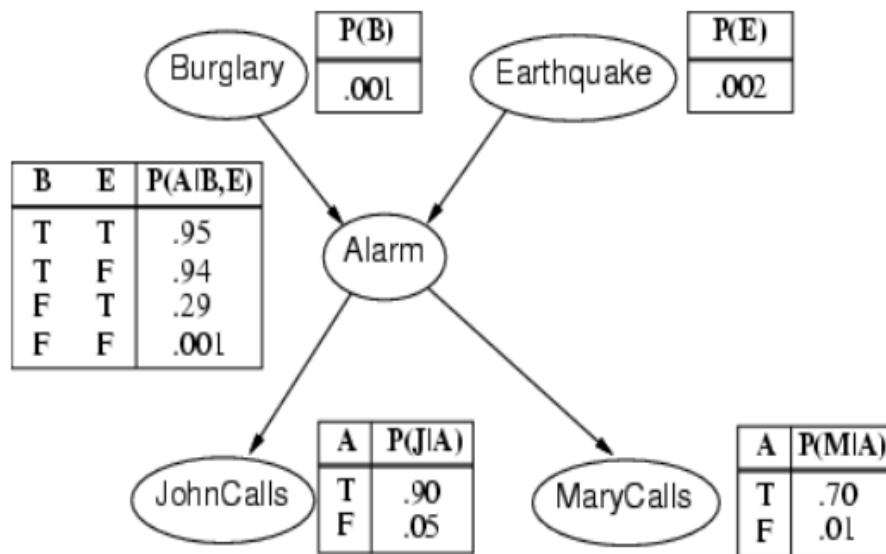 Burglary
P(B)
.001
Earthquake
P(E)
.002
B E P(A|B,E)
T T .95
T F .94
F T .29
F F .001
Alarm
JohnCalls
A P(J|A)
T .90
F .05
MaryCalls
A P(M|A)
T .70
F .01